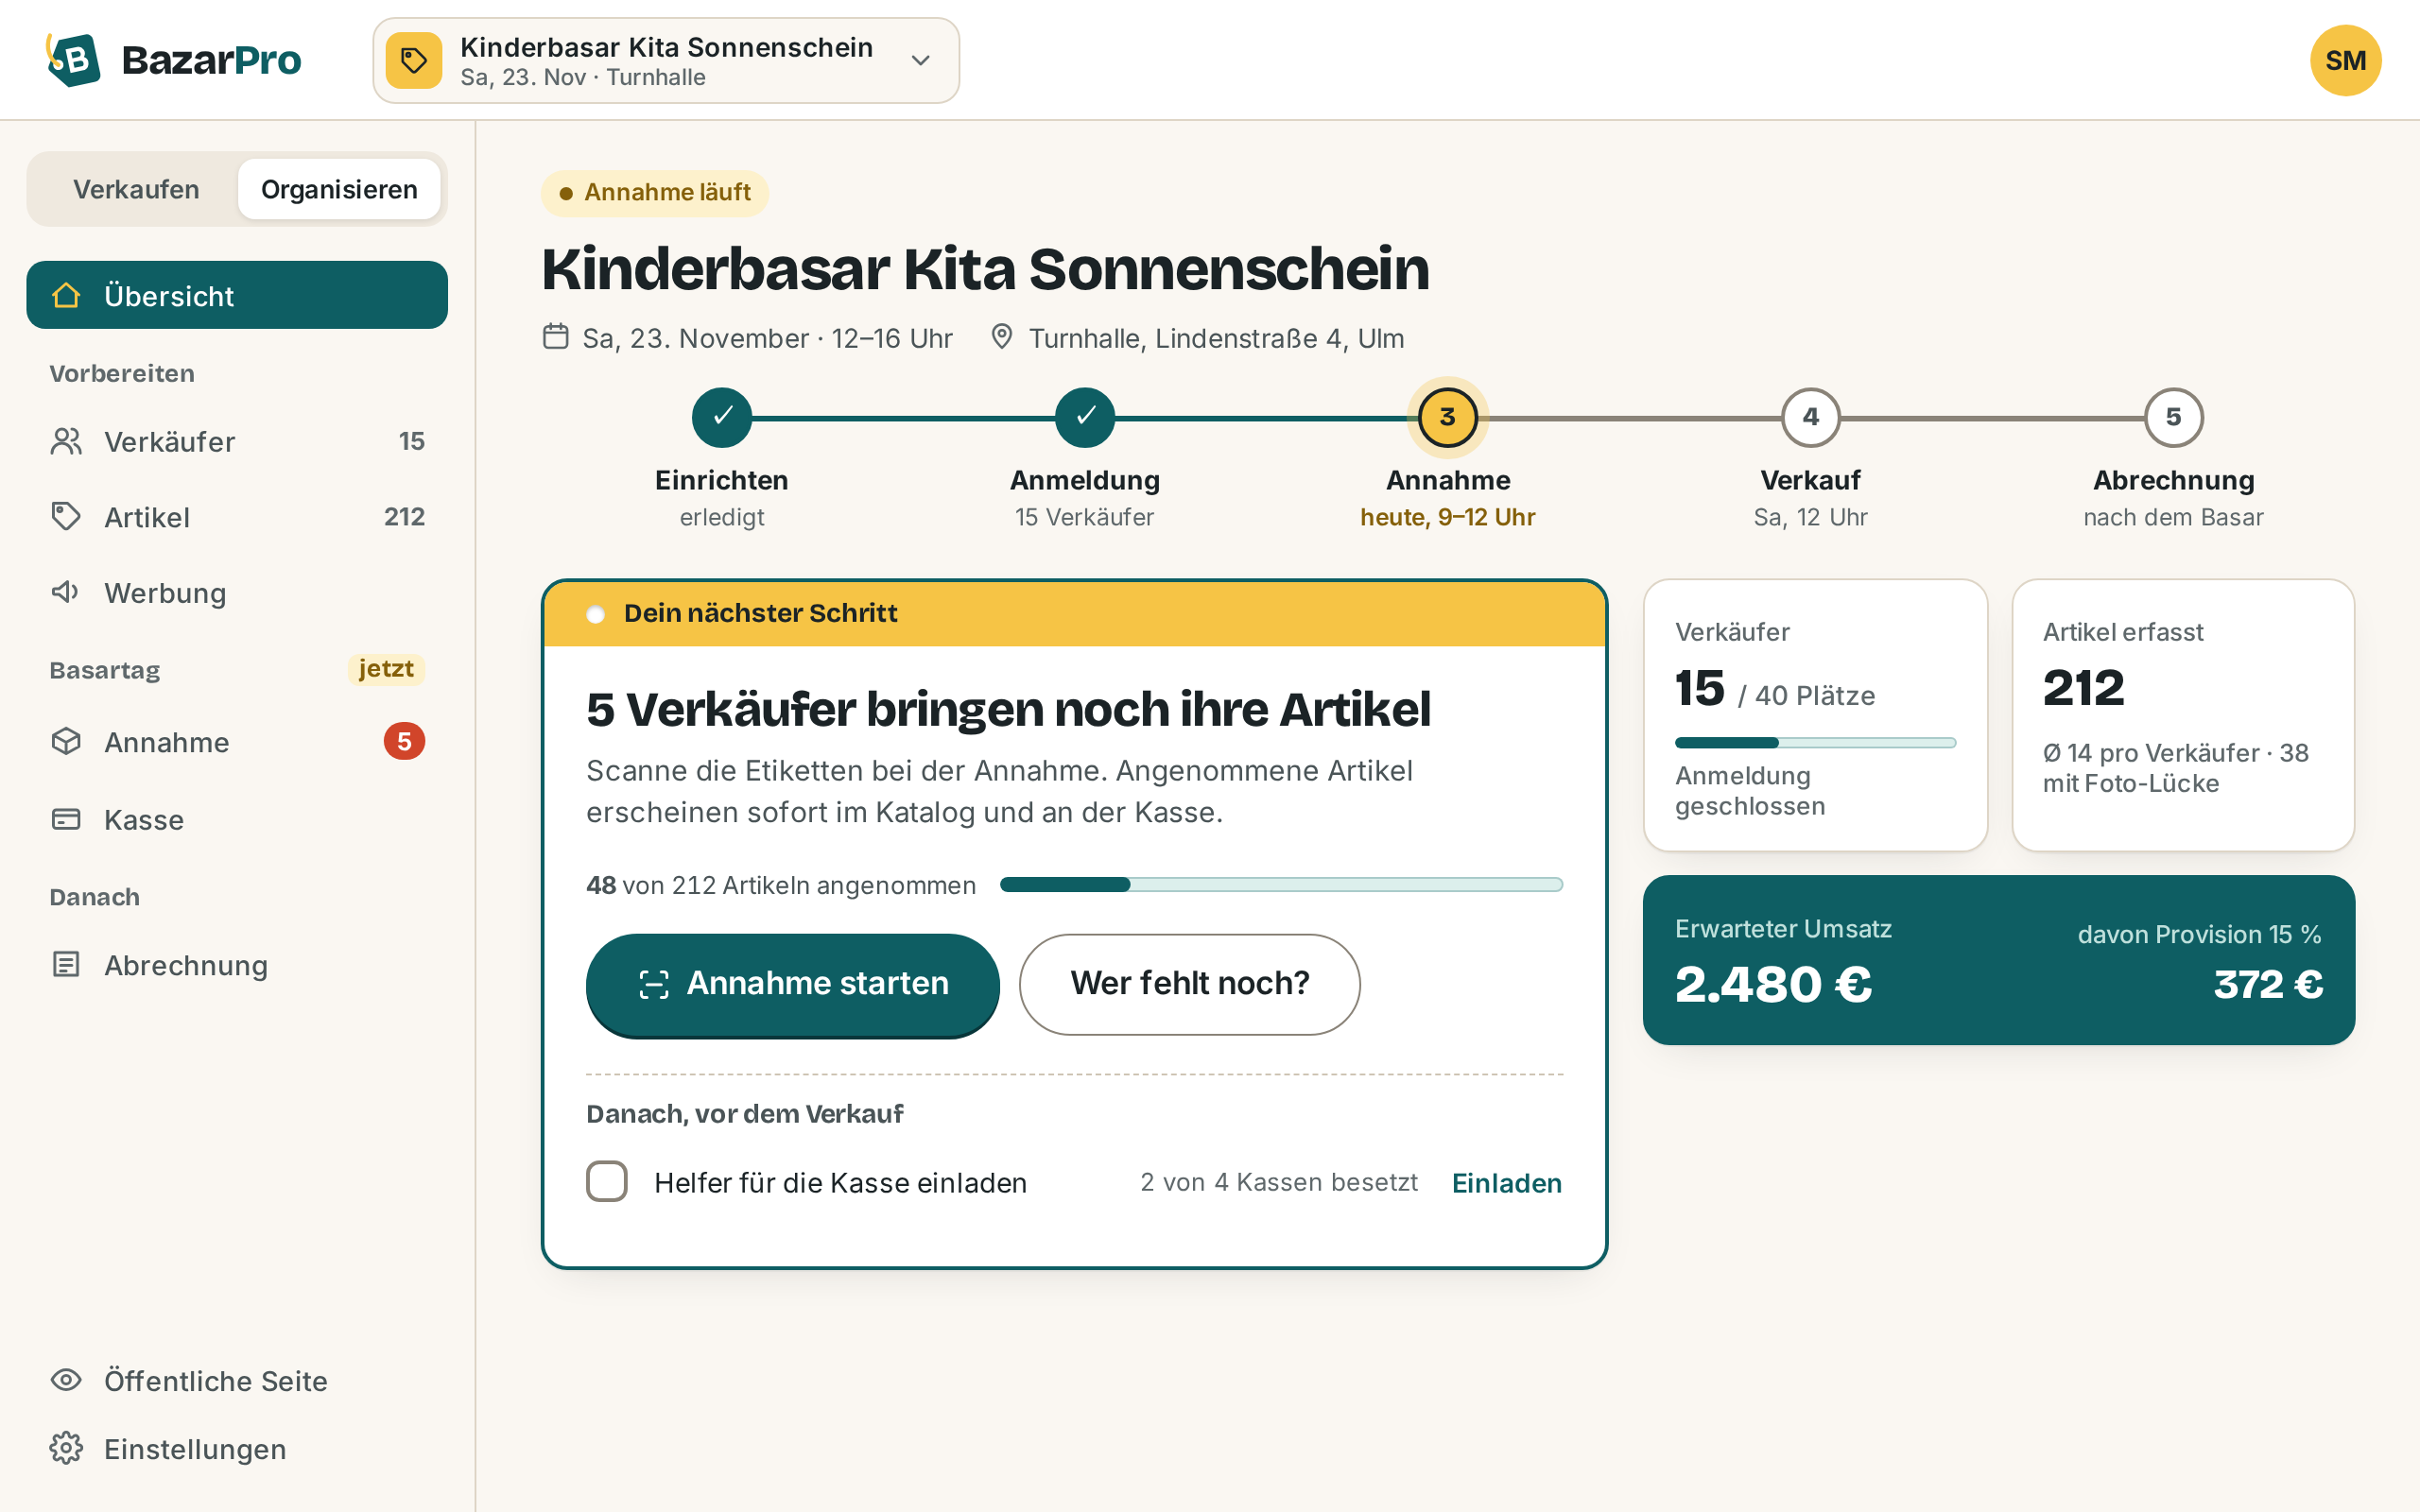 B BazarPro
Kinderbasar Kita Sonnenschein
Sa, 23. Nov · Turnhalle
SM
Verkaufen
Organisieren
Übersicht
Vorbereiten
Verkäufer 15
Artikel 212
Werbung
Basartag jetzt
Annahme 5
Kasse
Danach
Abrechnung
Öffentliche Seite
Einstellungen
Annahme läuft
Kinderbasar Kita Sonnenschein
Sa, 23. November · 12–16 Uhr
Turnhalle, Lindenstraße 4, Ulm
✓ ✓ 3 4 5
Einrichten Anmeldung Annahme Verkauf Abrechnung
erledigt 15 Verkäufer heute, 9–12 Uhr Sa, 12 Uhr nach dem Basar
Dein nächster Schritt
5 Verkäufer bringen noch ihre Artikel
Scanne die Etiketten bei der Annahme. Angenommene Artikel
erscheinen sofort im Katalog und an der Kasse.
48 von 212 Artikeln angenommen
Annahme starten
Wer fehlt noch?
Danach, vor dem Verkauf
Helfer für die Kasse einladen 2 von 4 Kassen besetzt Einladen
Verkäufer
15 / 40 Plätze
Anmeldung
geschlossen
Artikel erfasst
212
Ø 14 pro Verkäufer · 38
mit Foto-Lücke
Erwarteter Umsatz
2.480 €
davon Provision 15 %
372 €